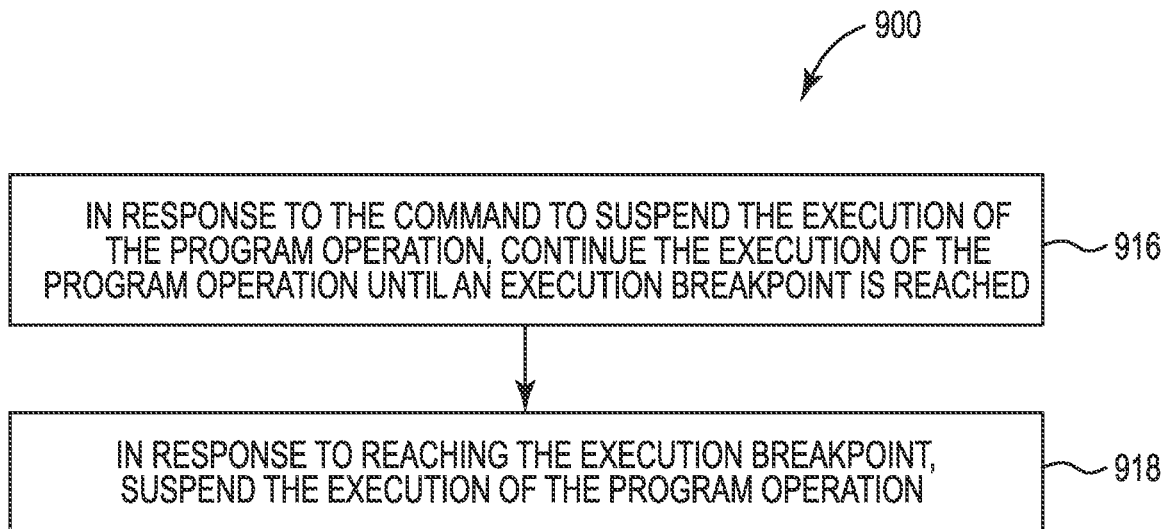 900
IN RESPONSE TO THE COMMAND TO SUSPEND THE EXECUTION OF
THE PROGRAM OPERATION, CONTINUE THE EXECUTION OF THE
PROGRAM OPERATION UNTIL AN EXECUTION BREAKPOINT IS REACHED
916
IN RESPONSE TO REACHING THE EXECUTION BREAKPOINT,
SUSPEND THE EXECUTION OF THE PROGRAM OPERATION
918